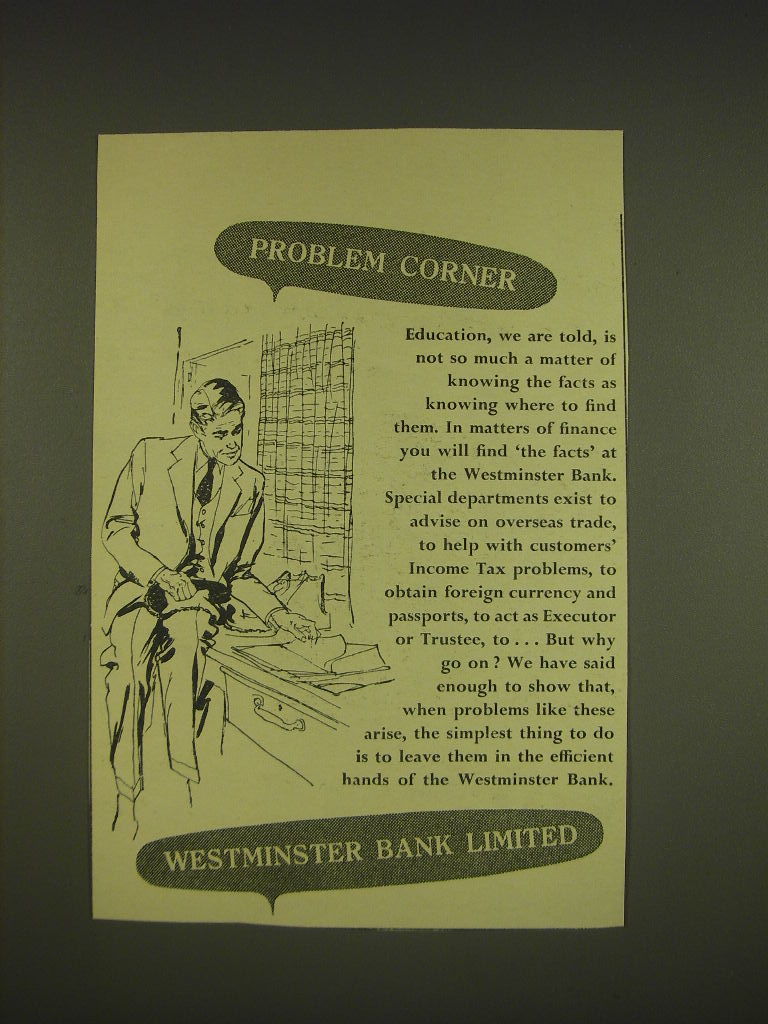 PROBLEM CORNER
Education, we are told, is
not so much a matter of
knowing the facts as
knowing where to find
them. In matters of finance
you will find ‘the facts’ at
the Westminster Bank.
Special departments exist to
advise on overseas trade,
to help with customers’
Income Tax problems, to
obtain foreign currency and
passports, to act as Executor
or Trustee, to . . . But why
go on? We have said
enough to show that,
when problems like these
arise, the simplest thing to do
is to leave them in the efficient
hands of the Westminster Bank.
WESTMINSTER BANK LIMITED